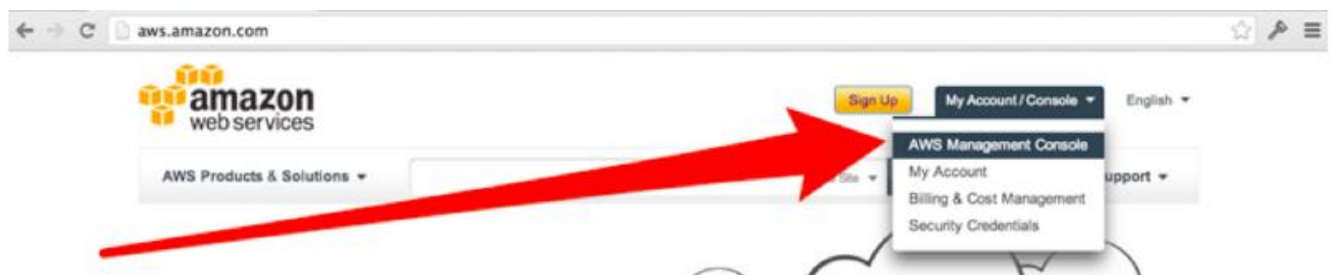 aws.amazon.com
amazon
web services
Sign Up
My Account / Console
English
AWS Management Console
AWS Products & Solutions
My Account
Billing & Cost Management
Security Credentials